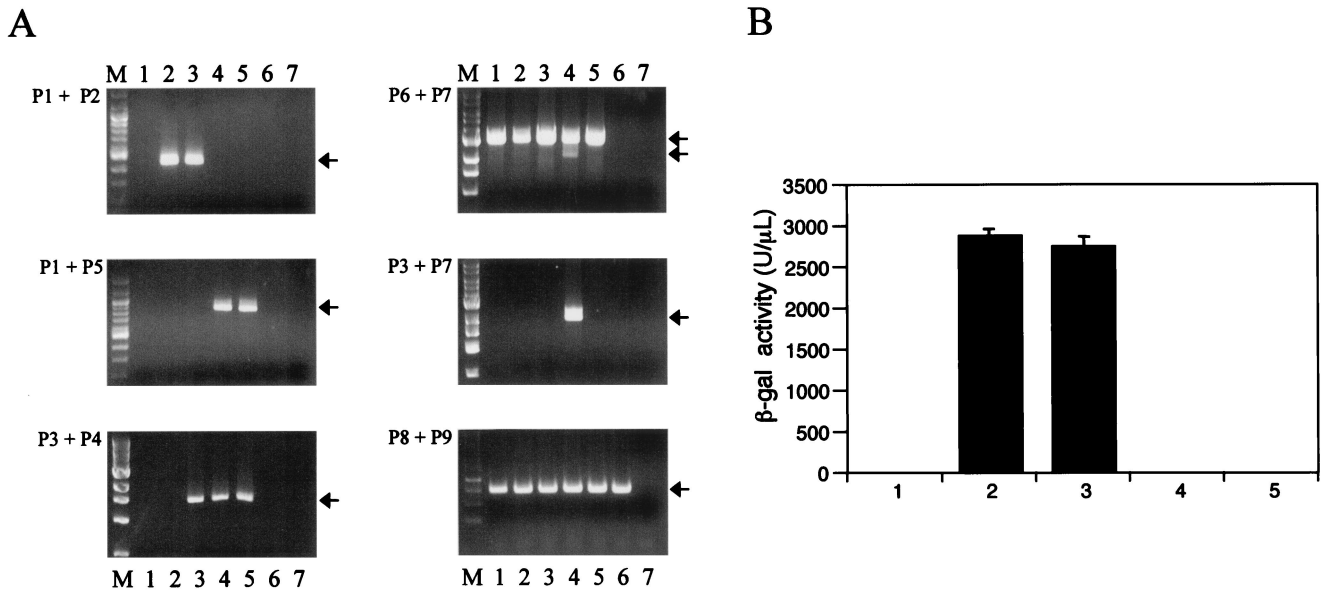 A
B
M 1 2 3 4 5 6 7
M 1 2 3 4 5 6 7
P1 + P2
P6 + P7
P1 + P5
P3 + P7
P3 + P4
P8 + P9
M 1 2 3 4 5 6 7
M 1 2 3 4 5 6 7
β-gal activity (U/μL)
3500
3000
2500
2000
1500
1000
500
0
1 2 3 4 5